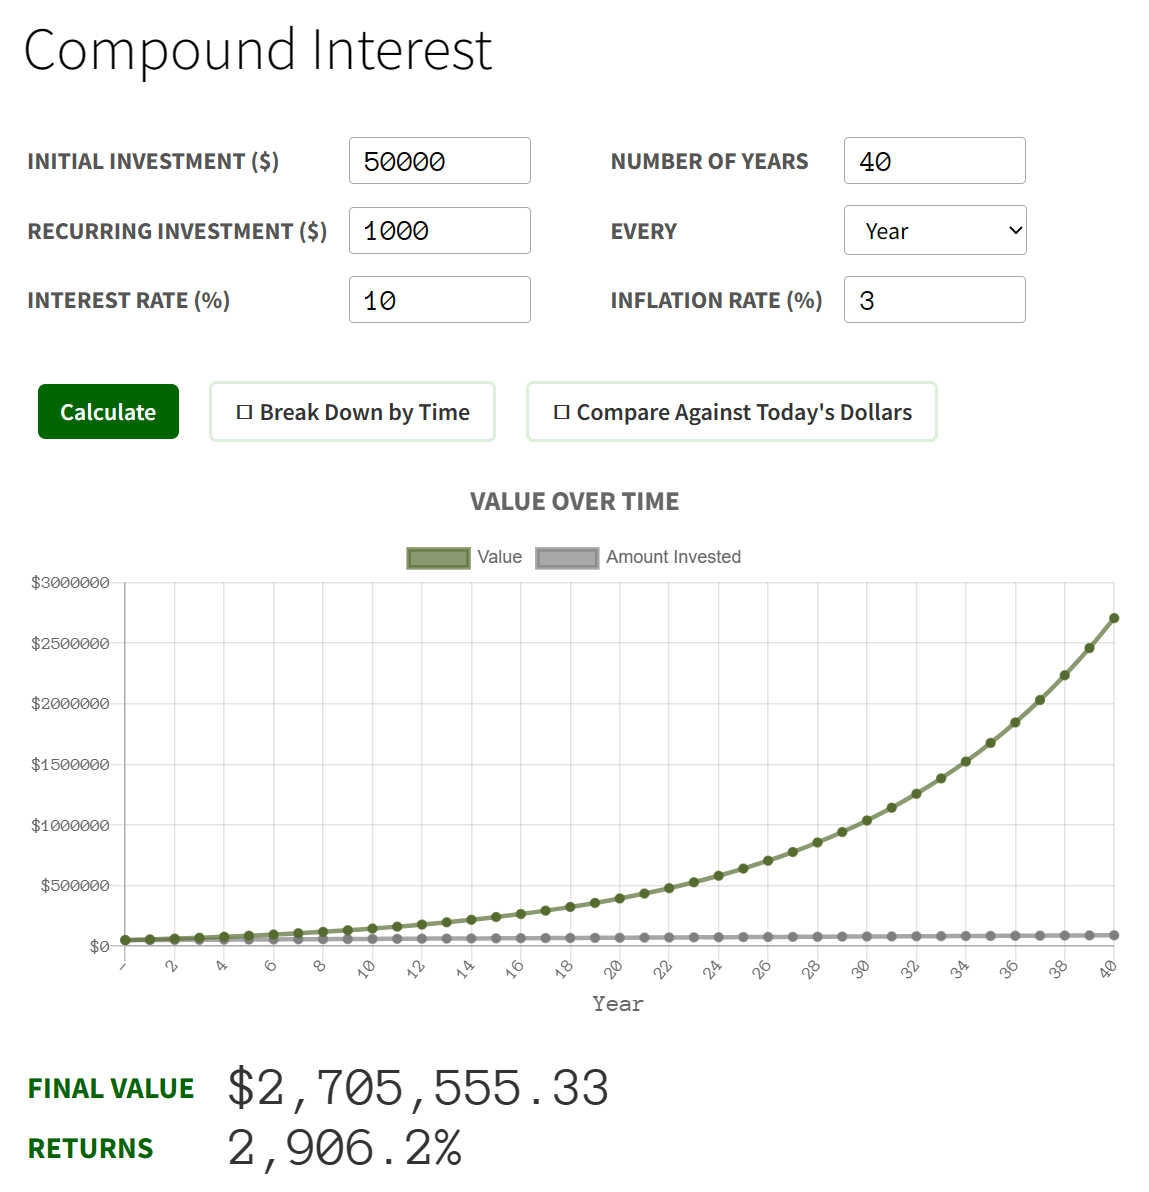 Compound Interest
INITIAL INVESTMENT ($) 50000 NUMBER OF YEARS 40
RECURRING INVESTMENT ($) 1000 EVERY Year
INTEREST RATE (%) 10 INFLATION RATE (%) 3
Calculate Break Down by Time Compare Against Today's Dollars
VALUE OVER TIME
Value Amount Invested
$3000000
$2500000
$2000000
$1500000
$1000000
$500000
$0
- 2 4 6 8 10 12 14 16 18 20 22 24 26 28 30 32 34 36 38 40
Year
FINAL VALUE $2,705,555.33
RETURNS 2,906.2%